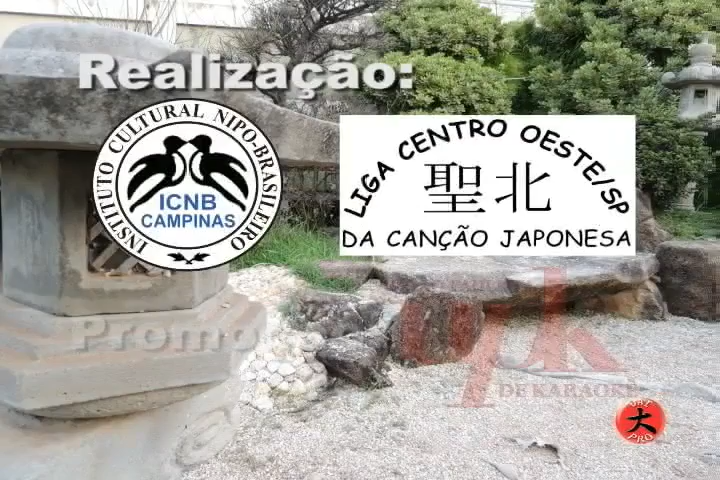 Realização:
INSTITUTO CULTURAL NIPO-BRASILEIRO
ICNB
CAMPINAS
LIGA CENTRO OESTE/SP
聖北
DA CANÇÃO JAPONESA
Promo
DE KARAOKE
大
PRO